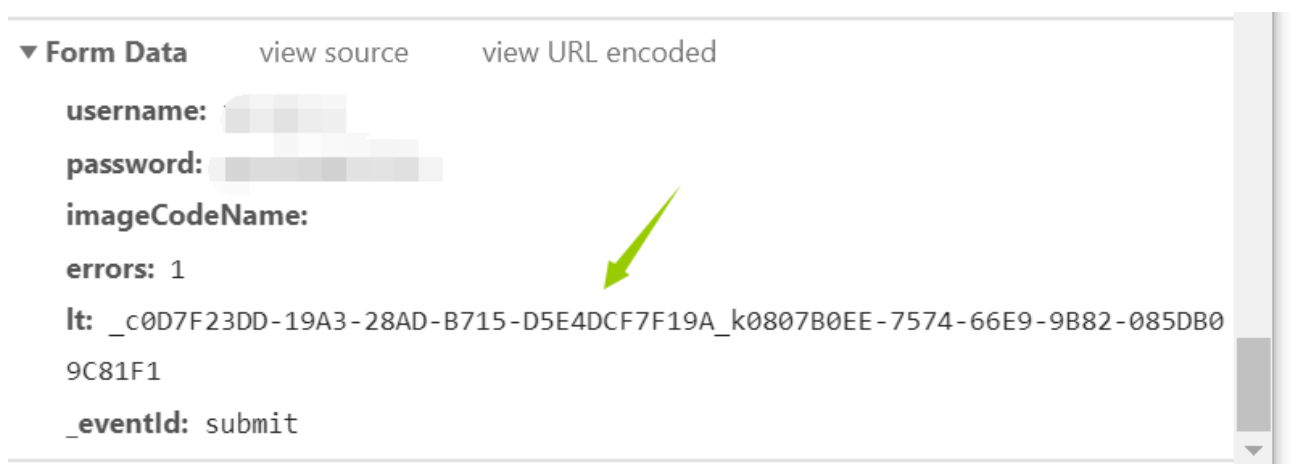 ▼ Form Data view source view URL encoded
username:
password:
imageCodeName:
errors: 1
lt: _c0D7F23DD-19A3-28AD-B715-D5E4DCF7F19A_k0807B0EE-7574-66E9-9B82-085DB0
9C81F1
_eventId: submit